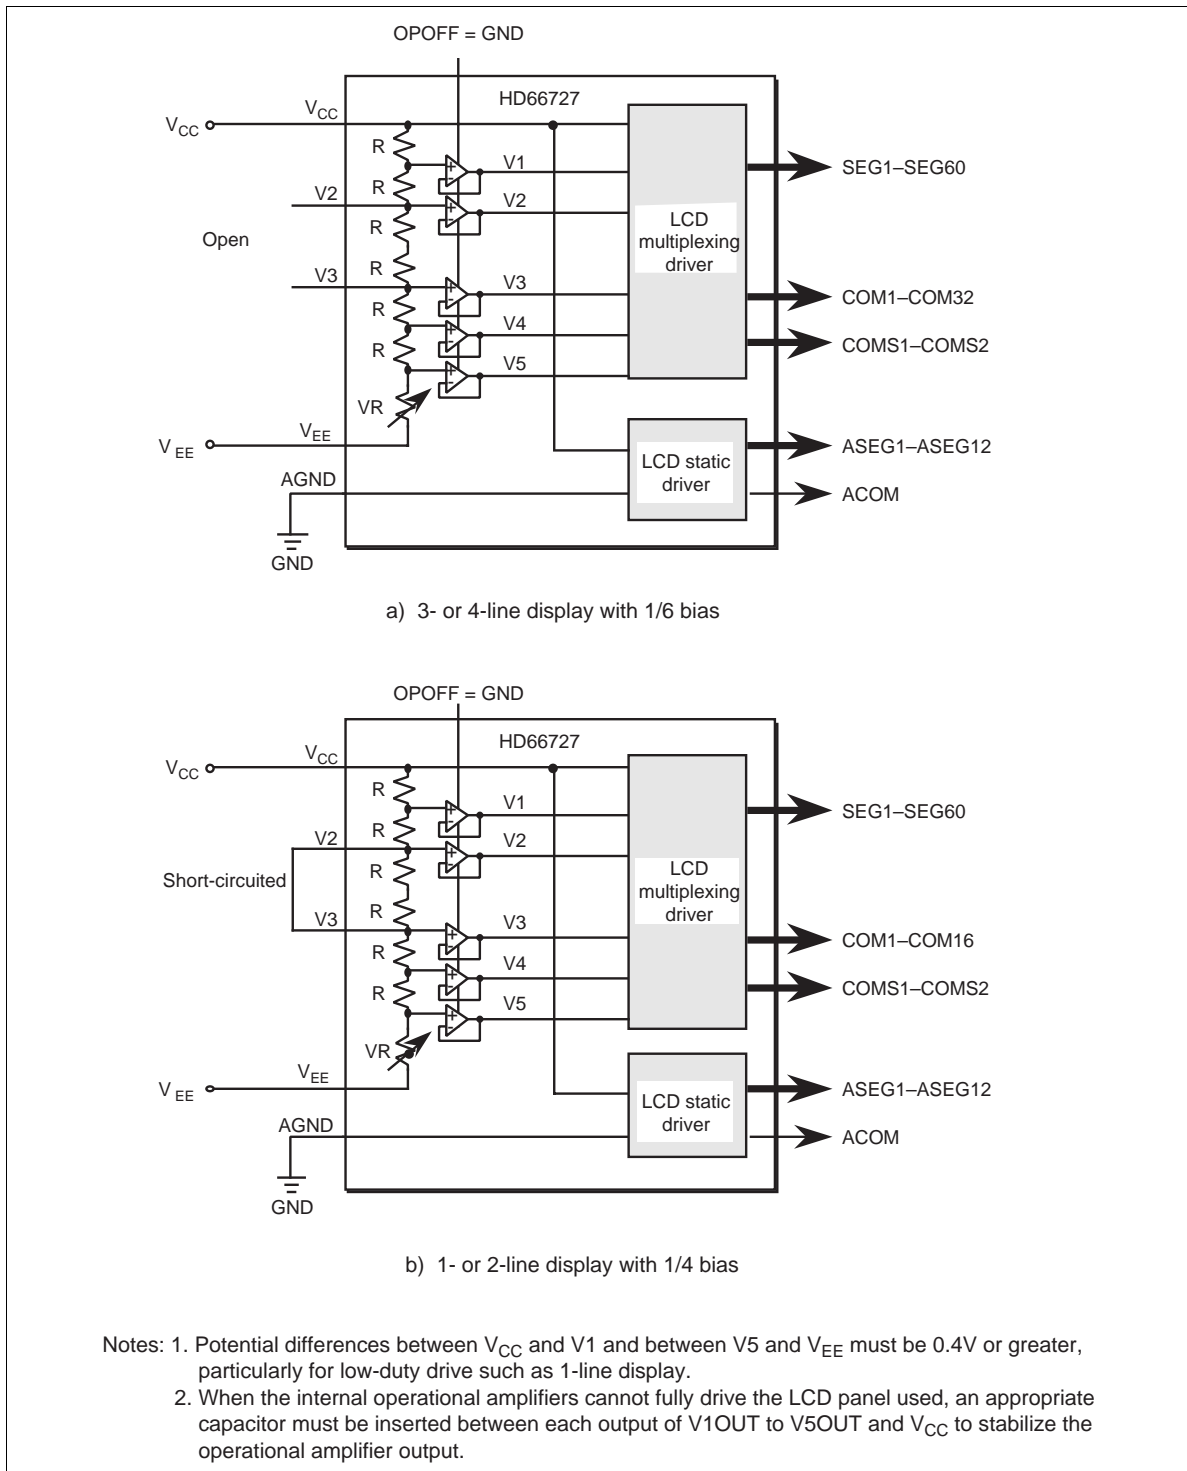 OPOFF = GND
HD66727
VCC
VCC
R
V1
SEG1–SEG60
R
V2
V2
R
LCD
multiplexing
driver
Open
R
V3
V3
COM1–COM32
R
V4
COMS1–COMS2
R
V5
VR
VEE
VEE
ASEG1–ASEG12
LCD static
driver
AGND
ACOM
GND
a) 3- or 4-line display with 1/6 bias
OPOFF = GND
HD66727
VCC
VCC
R
V1
SEG1–SEG60
R
V2
V2
R
LCD
multiplexing
driver
Short-circuited
R
V3
V3
COM1–COM16
R
V4
COMS1–COMS2
R
V5
VR
VEE
VEE
ASEG1–ASEG12
LCD static
driver
AGND
ACOM
GND
b) 1- or 2-line display with 1/4 bias
Notes: 1. Potential differences between VCC and V1 and between V5 and VEE must be 0.4V or greater,
particularly for low-duty drive such as 1-line display.
2. When the internal operational amplifiers cannot fully drive the LCD panel used, an appropriate
capacitor must be inserted between each output of V1OUT to V5OUT and VCC to stabilize the
operational amplifier output.